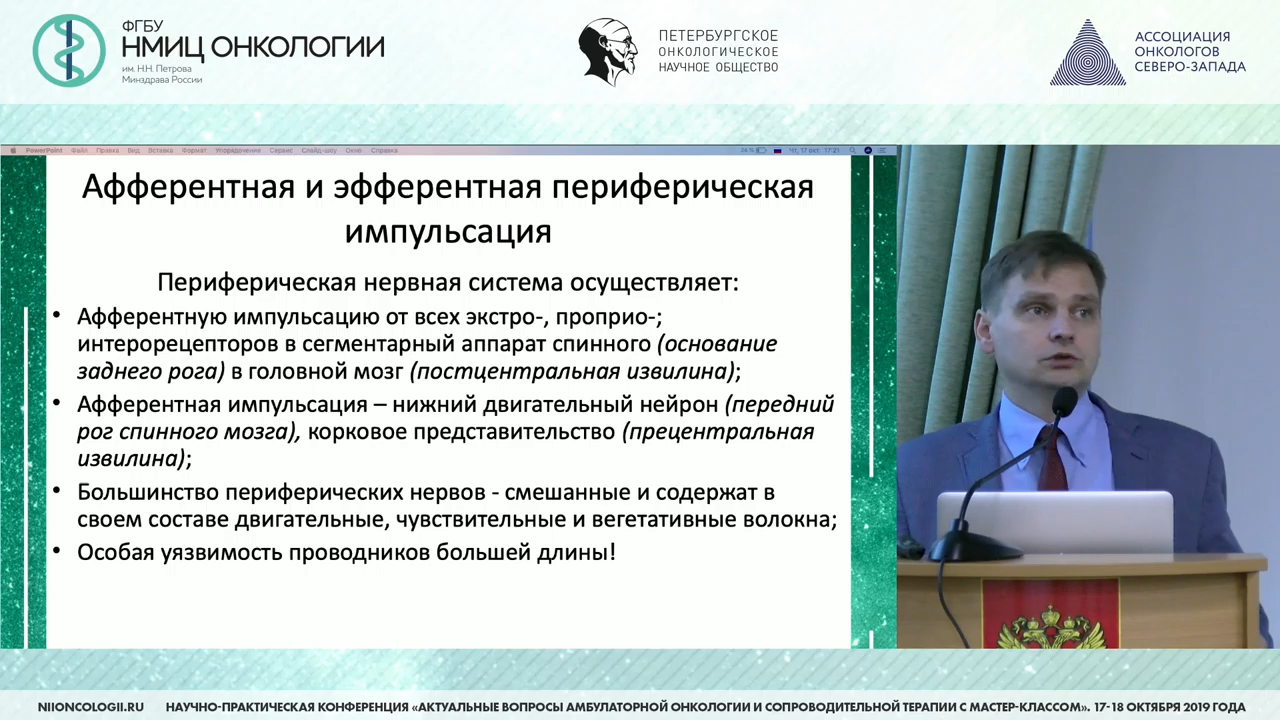 ФГБУ
НМИЦ ОНКОЛОГИИ
им. Н.Н. Петрова
Минздрава России
ПЕТЕРБУРГСКОЕ
ОНКОЛОГИЧЕСКОЕ
НАУЧНОЕ ОБЩЕСТВО
АССОЦИАЦИЯ
ОНКОЛОГОВ
СЕВЕРО-ЗАПАДА
PowerPoint Файл Правка Вид Вставка Формат Упорядочение Сервис Слайд-шоу Окно Справка
Чт, 17 окт. 17:21
Афферентная и эфферентная периферическая
импульсация
Периферическая нервная система осуществляет:
• Афферентную импульсацию от всех экстро-, проприо-;
интерорецепторов в сегментарный аппарат спинного (основание
заднего рога) в головной мозг (постцентральная извилина);
• Афферентная импульсация – нижний двигательный нейрон (передний
рог спинного мозга), корковое представительство (прецентральная
извилина);
• Большинство периферических нервов - смешанные и содержат в
своем составе двигательные, чувствительные и вегетативные волокна;
• Особая уязвимость проводников большей длины!
NIIONCOLOGII.RU НАУЧНО-ПРАКТИЧЕСКАЯ КОНФЕРЕНЦИЯ «АКТУАЛЬНЫЕ ВОПРОСЫ АМБУЛАТОРНОЙ ОНКОЛОГИИ И СОПРОВОДИТЕЛЬНОЙ ТЕРАПИИ С МАСТЕР-КЛАССОМ». 17-18 ОКТЯБРЯ 2019 ГОДА